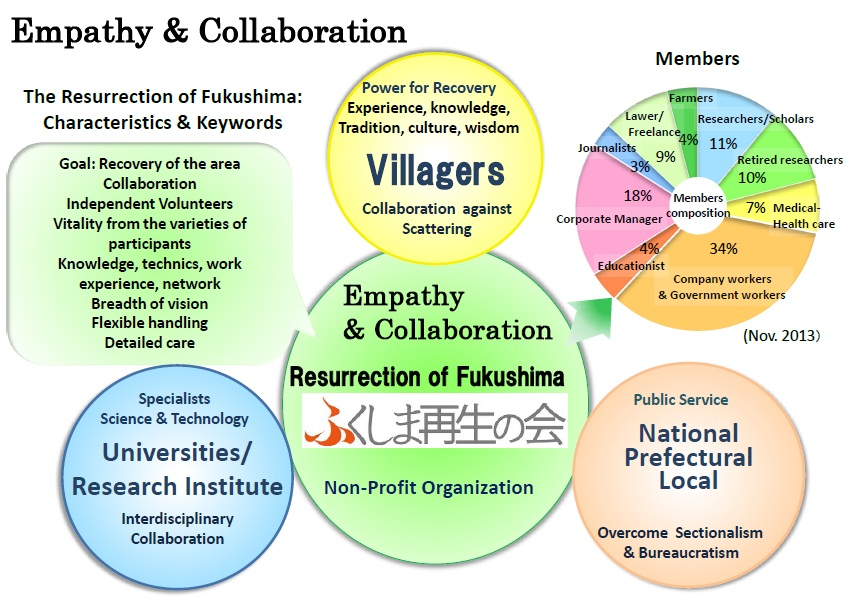 Empathy & Collaboration
The Resurrection of Fukushima:
Characteristics & Keywords
Goal: Recovery of the area
Collaboration
Independent Volunteers
Vitality from the varieties of
participants
Knowledge, technics, work
experience, network
Breadth of vision
Flexible handling
Detailed care
Power for Recovery
Experience, knowledge,
Tradition, culture, wisdom
Villagers
Collaboration against
Scattering
Members
Farmers
4%
Researchers/Scholars
11%
Retired researchers
10%
7%
Medical-
Health care
34%
Company workers
& Government workers
4%
Educationist
18%
Corporate Manager
Journalists
3%
Lawer/
Freelance
9%
Members
composition
(Nov. 2013)
Empathy
& Collaboration
Resurrection of Fukushima
ふくしま再生の会
Non-Profit Organization
Specialists
Science & Technology
Universities/
Research Institute
Interdisciplinary
Collaboration
Public Service
National
Prefectural
Local
Overcome Sectionalism
& Bureaucratism